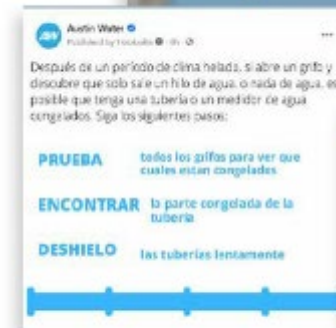 Austin Water
Published by Hootsuite
Después de un período de clima helado, si abre un grifo y
descubre que solo sale un hilo de agua, o nada de agua, es
posible que tenga una tubería o un medidor de agua
congelados. Siga los siguientes pasos:
PRUEBA todos los grifos para ver que
cuales estan congelados
ENCONTRAR la parte congelada de la
tubería
DESHIELO las tuberías lentamente